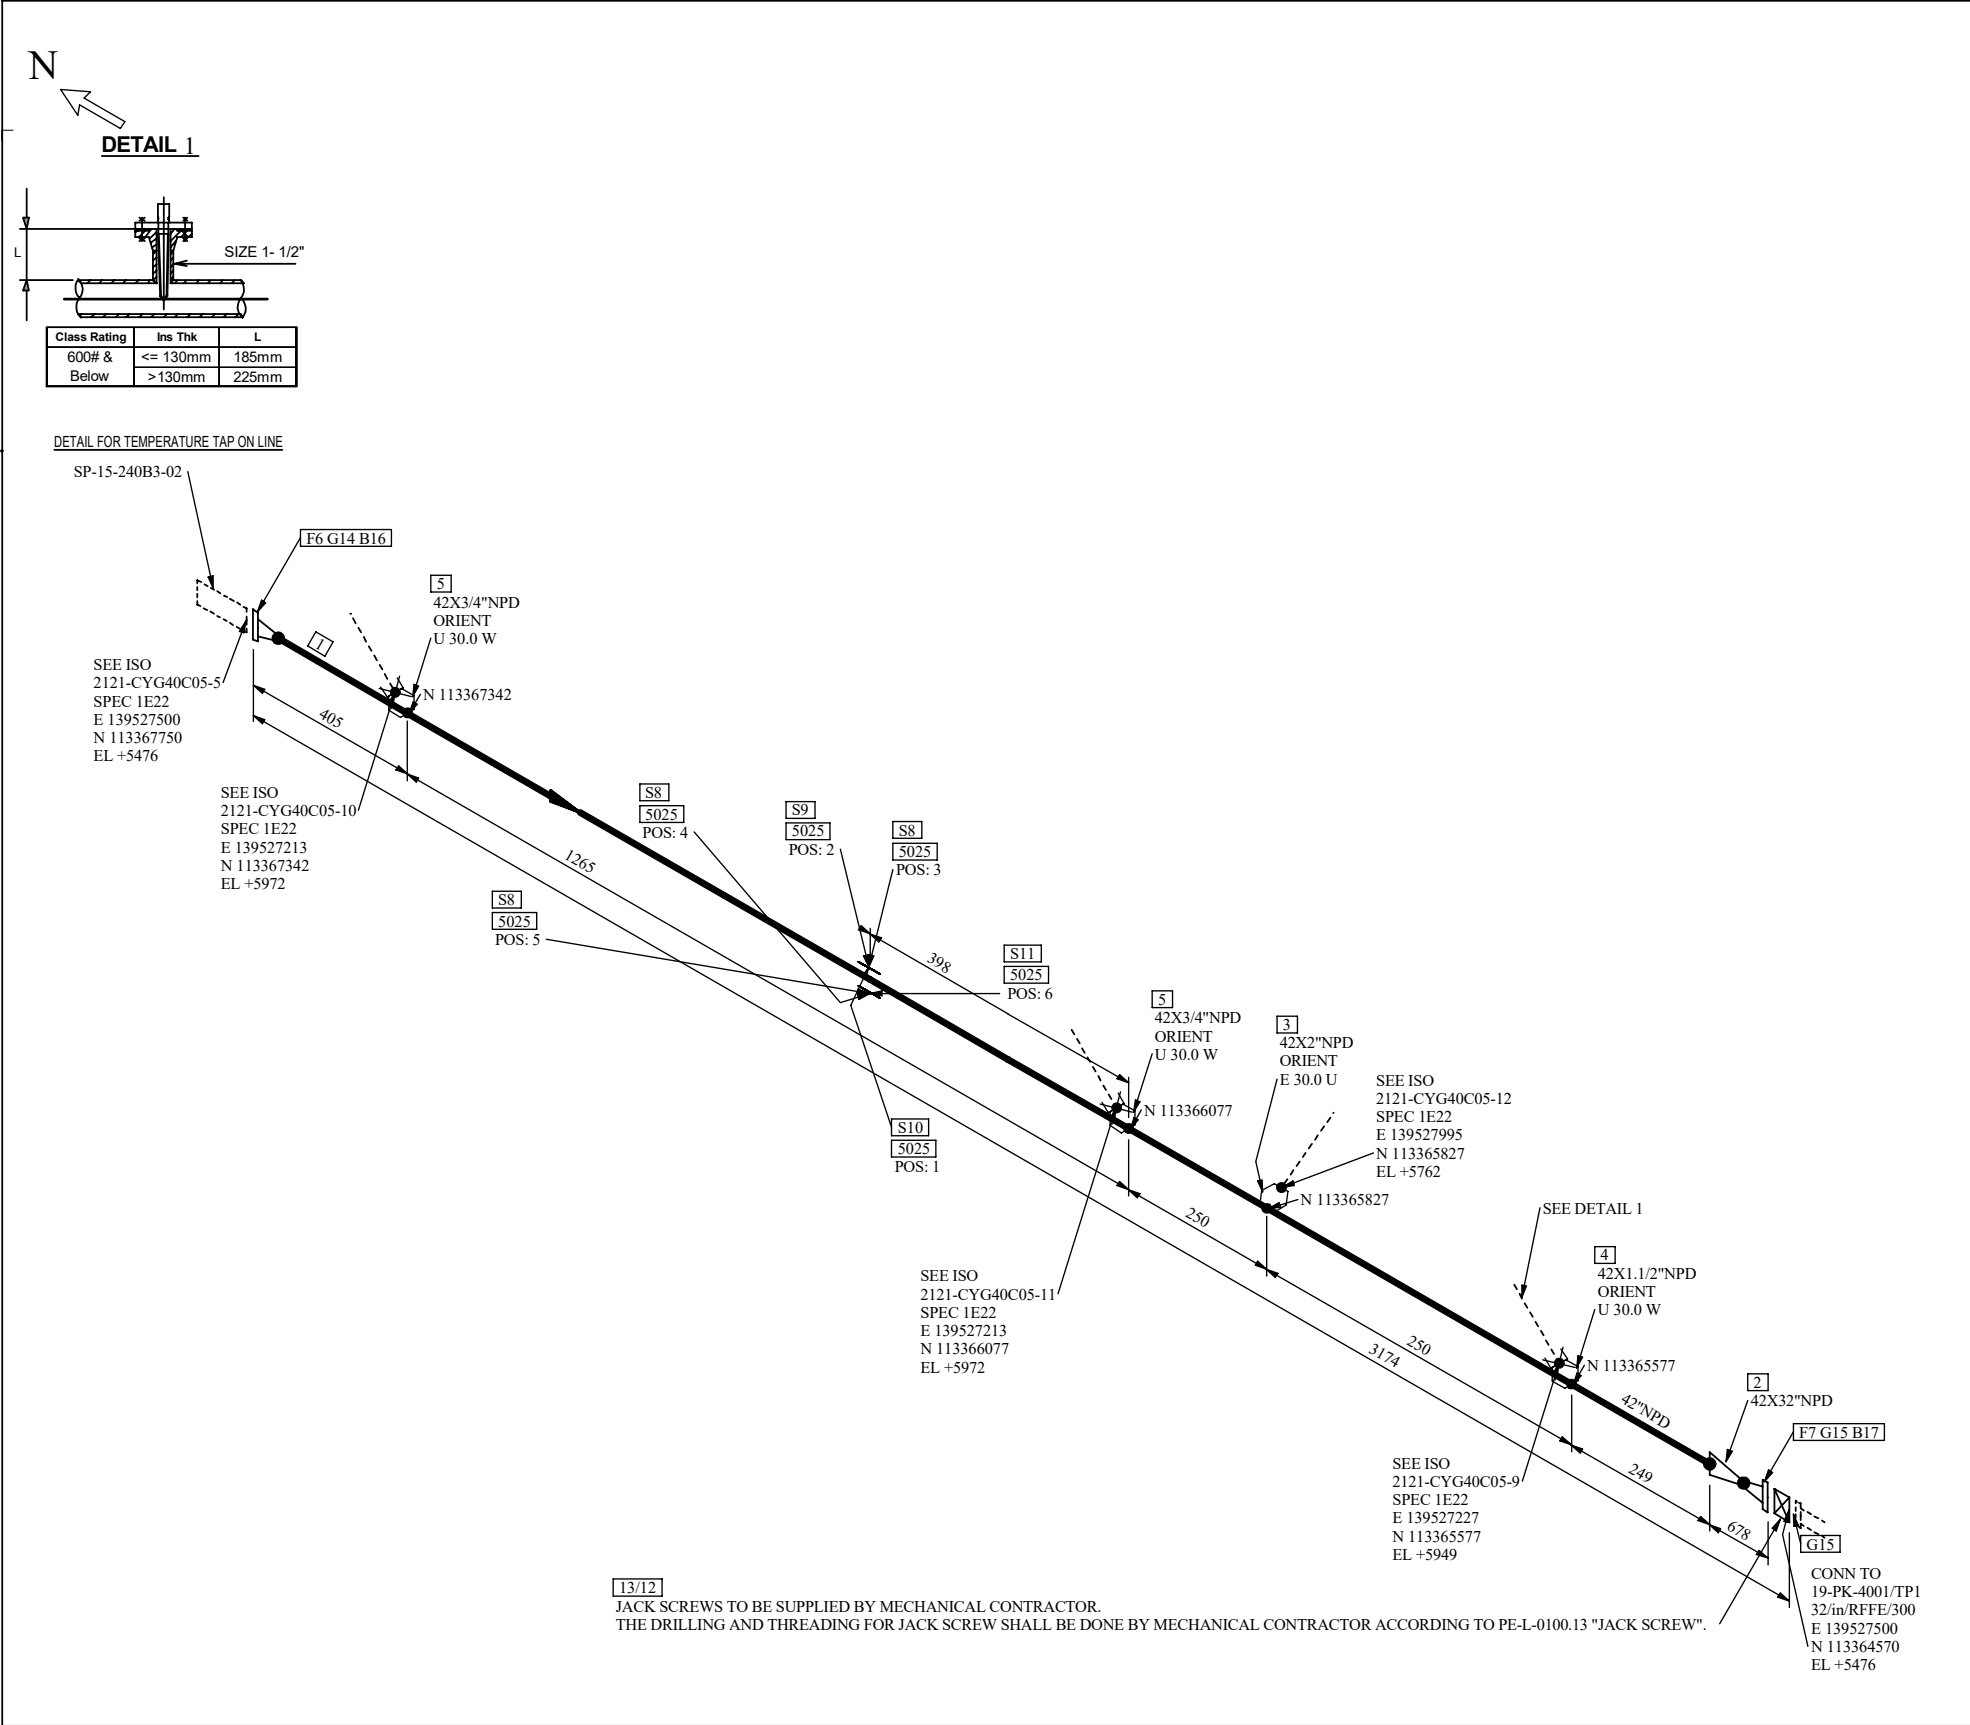 N
DETAIL 1
L
SIZE 1- 1/2"
Class Rating Ins Thk L
600# & <= 130mm 185mm
Below >130mm 225mm
DETAIL FOR TEMPERATURE TAP ON LINE
SP-15-240B3-02
F6 G14 B16
1
5
42X3/4"NPD
ORIENT
U 30.0 W
N 113367342
SEE ISO
2121-CYG40C05-5
SPEC 1E22
E 139527500
N 113367750
EL +5476
405
SEE ISO
2121-CYG40C05-10
SPEC 1E22
E 139527213
N 113367342
EL +5972
1265
S8
5025
POS: 4
S9
5025
POS: 2
S8
5025
POS: 3
S8
5025
POS: 5
398
S11
5025
POS: 6
S10
5025
POS: 1
5
42X3/4"NPD
ORIENT
U 30.0 W
N 113366077
3
42X2"NPD
ORIENT
E 30.0 U
SEE ISO
2121-CYG40C05-12
SPEC 1E22
E 139527995
N 113365827
EL +5762
N 113365827
250
SEE ISO
2121-CYG40C05-11
SPEC 1E22
E 139527213
N 113366077
EL +5972
SEE DETAIL 1
4
42X1.1/2"NPD
ORIENT
U 30.0 W
N 113365577
250
3174
42"NPD
2
42X32"NPD
F7 G15 B17
SEE ISO
2121-CYG40C05-9
SPEC 1E22
E 139527227
N 113365577
EL +5949
249
678
G15
CONN TO
19-PK-4001/TP1
32/in/RFFE/300
E 139527500
N 113364570
EL +5476
13/12
JACK SCREWS TO BE SUPPLIED BY MECHANICAL CONTRACTOR.
THE DRILLING AND THREADING FOR JACK SCREW SHALL BE DONE BY MECHANICAL CONTRACTOR ACCORDING TO PE-L-0100.13 "JACK SCREW".